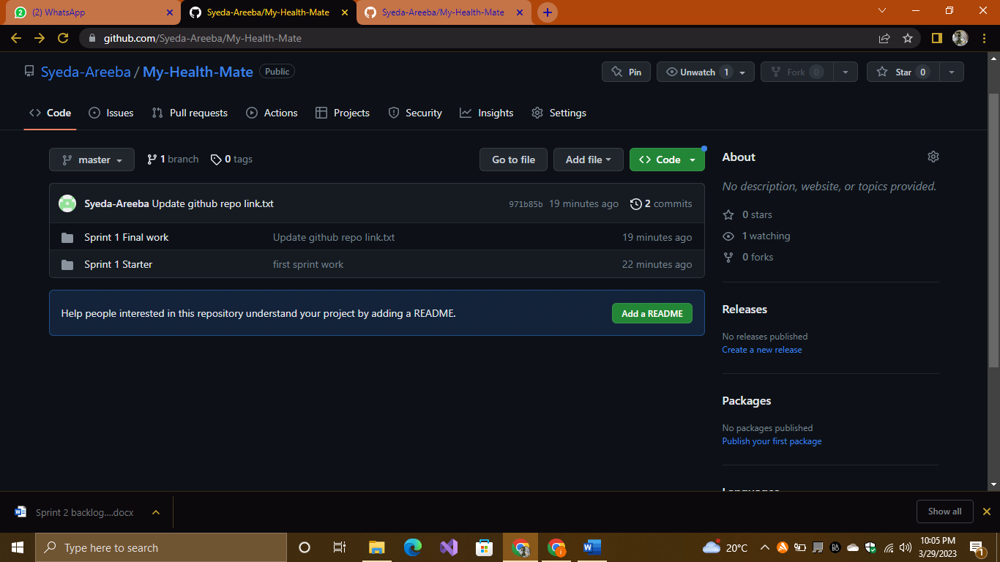 2 (2) WhatsApp
Syeda-Areeba/My-Health-Mate
Syeda-Areeba/My-Health-Mate
github.com/Syeda-Areeba/My-Health-Mate
Syeda-Areeba / My-Health-Mate Public
Pin Unwatch 1 Fork 0 Star 0
Code Issues Pull requests Actions Projects Security Insights Settings
master 1 branch 0 tags Go to file Add file Code
Syeda-Areeba Update github repo link.txt 971b85b 19 minutes ago 2 commits
Sprint 1 Final work Update github repo link.txt 19 minutes ago
Sprint 1 Starter first sprint work 22 minutes ago
Help people interested in this repository understand your project by adding a README. Add a README
About
No description, website, or topics provided.
0 stars
1 watching
0 forks
Releases
No releases published
Create a new release
Packages
No packages published
Publish your first package
Languages
Sprint 2 backlog....docx Show all
Type here to search
20°C
10:05 PM
3/29/2023
1